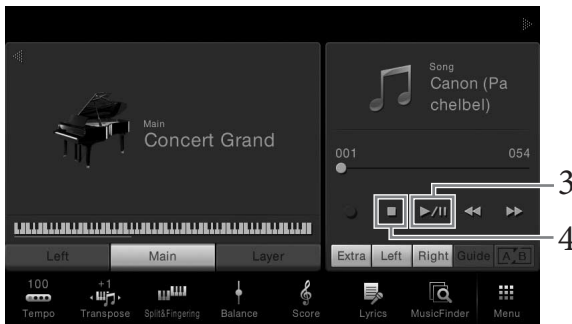 Main
Concert Grand
Song
Canon (Pa
chelbel)
001 054
3
4
Left Main Layer
Extra Left Right Guide A B
100 +1
Tempo Transpose Split&Fingering Balance Score Lyrics MusicFinder Menu